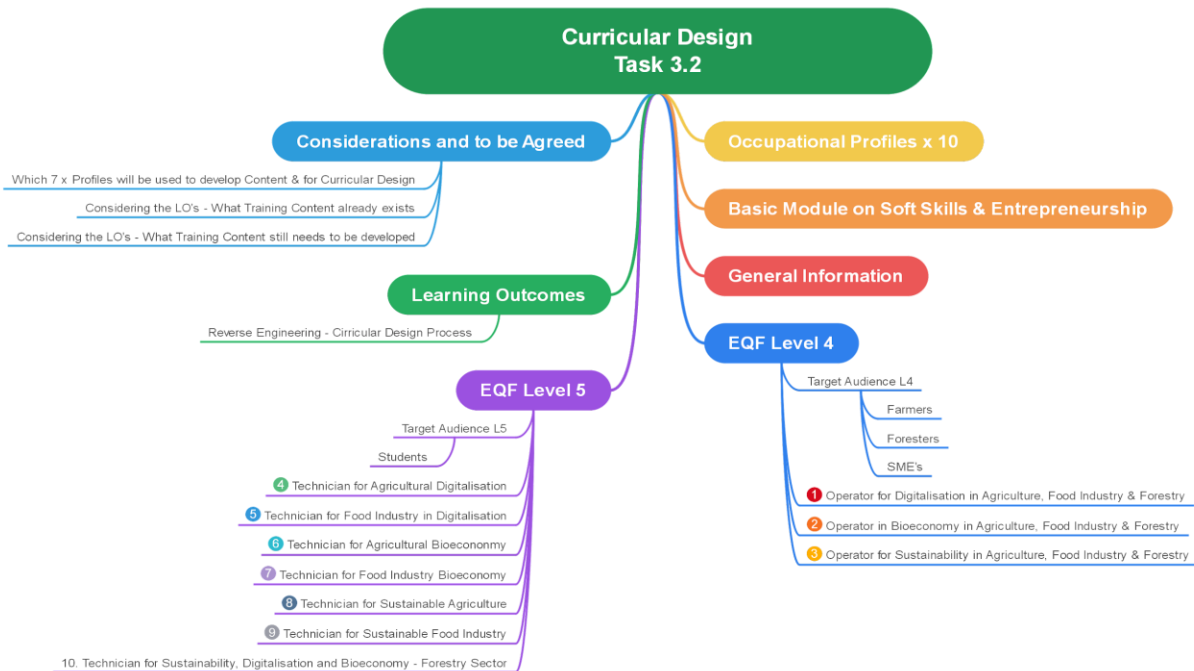 Curricular Design
Task 3.2
Considerations and to be Agreed
Which 7 x Profiles will be used to develop Content & for Curricular Design
Considering the LO's - What Training Content already exists
Considering the LO's - What Training Content still needs to be developed
Learning Outcomes
Reverse Engineering - Cirricular Design Process
EQF Level 5
Target Audience L5
Students
4 Technician for Agricultural Digitalisation
5 Technician for Food Industry in Digitalisation
6 Technician for Agricultural Bioecononmy
7 Technician for Food Industry Bioeconomy
8 Technician for Sustainable Agriculture
9 Technician for Sustainable Food Industry
10. Technician for Sustainability, Digitalisation and Bioeconomy - Forestry Sector
Occupational Profiles x 10
Basic Module on Soft Skills & Entrepreneurship
General Information
EQF Level 4
Target Audience L4
Farmers
Foresters
SME's
1 Operator for Digitalisation in Agriculture, Food Industry & Forestry
2 Operator in Bioeconomy in Agriculture, Food Industry & Forestry
3 Operator for Sustainability in Agriculture, Food Industry & Forestry